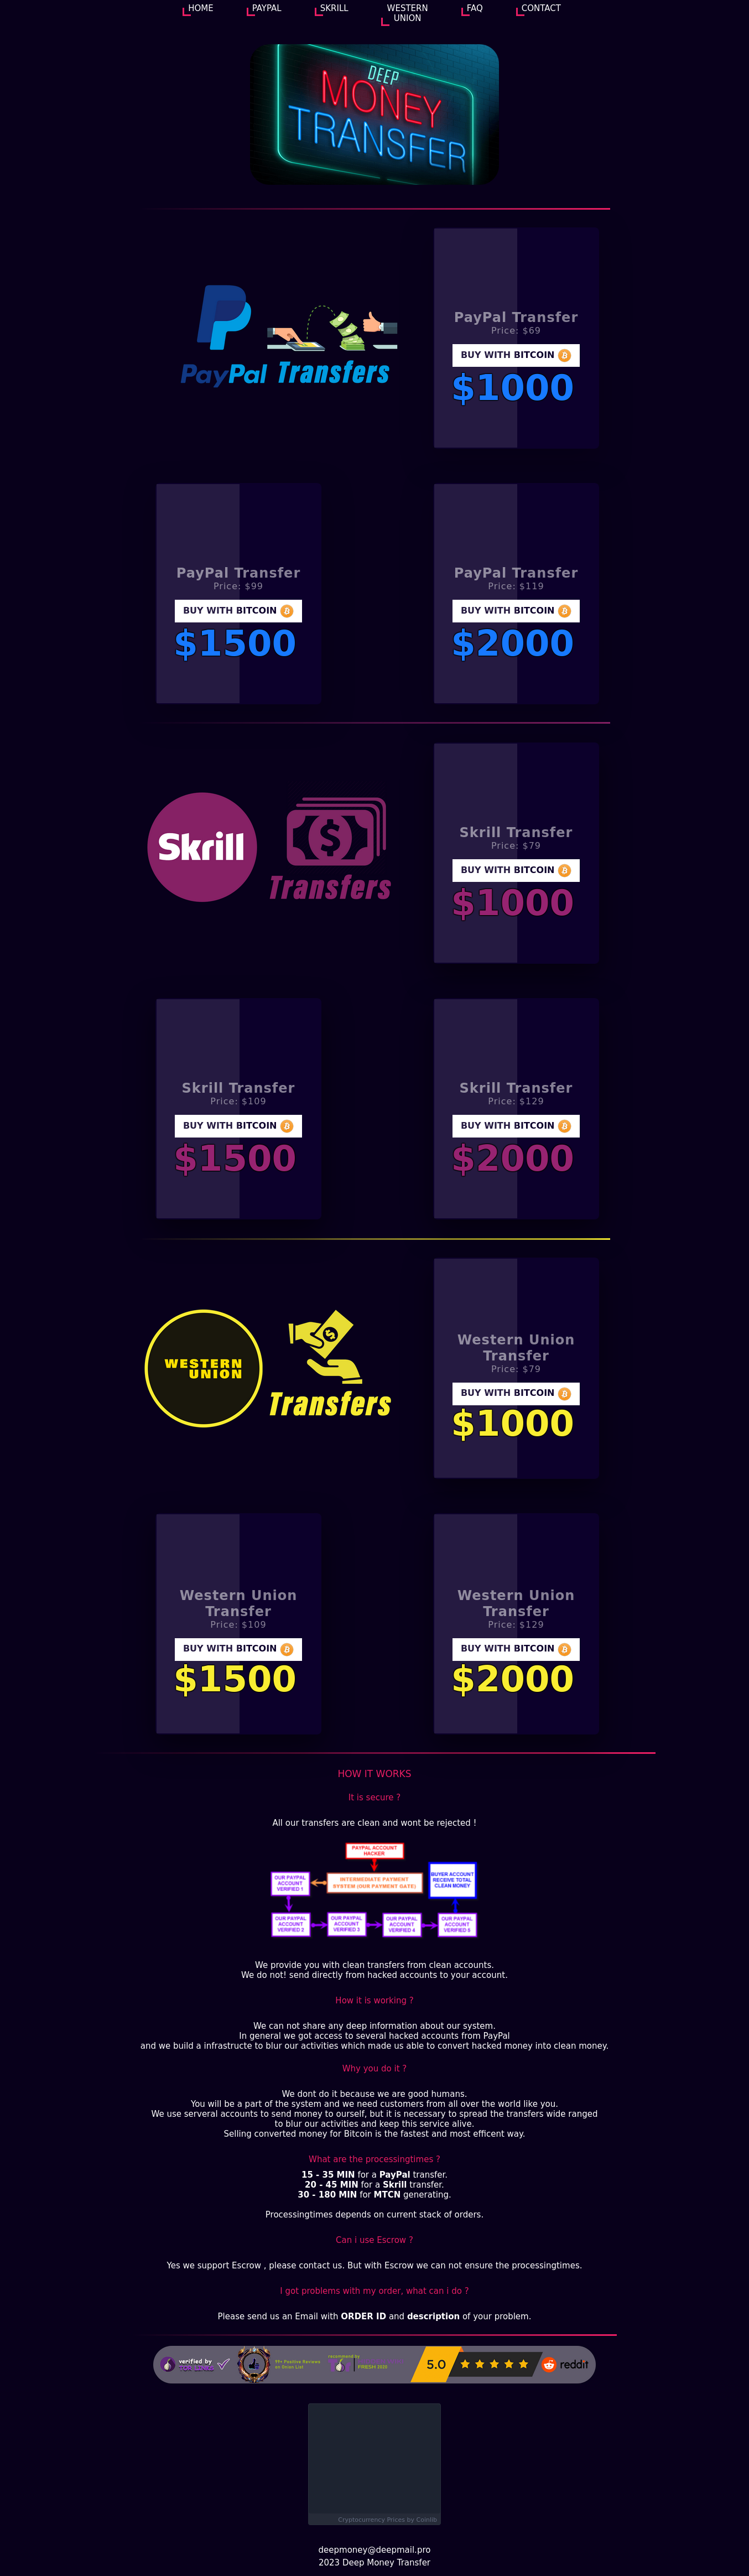 HOME
PAYPAL
SKRILL
WESTERN
UNION
FAQ
CONTACT
DEEP
MONEY
TRANSFER
PayPal Transfers
PayPal Transfer
Price: $69
BUY WITH BITCOIN
$1000
PayPal Transfer
Price: $99
BUY WITH BITCOIN
$1500
PayPal Transfer
Price: $119
BUY WITH BITCOIN
$2000
Skrill
Transfers
Skrill Transfer
Price: $79
BUY WITH BITCOIN
$1000
Skrill Transfer
Price: $109
BUY WITH BITCOIN
$1500
Skrill Transfer
Price: $129
BUY WITH BITCOIN
$2000
WESTERN
UNION
Transfers
Western Union
Transfer
Price: $79
BUY WITH BITCOIN
$1000
Western Union
Transfer
Price: $109
BUY WITH BITCOIN
$1500
Western Union
Transfer
Price: $129
BUY WITH BITCOIN
$2000
HOW IT WORKS
It is secure ?
All our transfers are clean and wont be rejected !
PAYPAL ACCOUNT
HACKER
OUR PAYPAL
ACCOUNT
VERIFIED 1
INTERMEDIATE PAYMENT
SYSTEM (OUR PAYMENT GATE)
BUYER ACCOUNT
RECEIVE TOTAL
CLEAN MONEY
OUR PAYPAL
ACCOUNT
VERIFIED 2
OUR PAYPAL
ACCOUNT
VERIFIED 3
OUR PAYPAL
ACCOUNT
VERIFIED 4
OUR PAYPAL
ACCOUNT
VERIFIED 5
We provide you with clean transfers from clean accounts.
We do not! send directly from hacked accounts to your account.
How it is working ?
We can not share any deep information about our system.
In general we got access to several hacked accounts from PayPal
and we build a infrastructe to blur our activities which made us able to convert hacked money into clean money.
Why you do it ?
We dont do it because we are good humans.
You will be a part of the system and we need customers from all over the world like you.
We use serveral accounts to send money to ourself, but it is necessary to spread the transfers wide ranged
to blur our activities and keep this service alive.
Selling converted money for Bitcoin is the fastest and most efficent way.
What are the processingtimes ?
15 - 35 MIN for a PayPal transfer.
20 - 45 MIN for a Skrill transfer.
30 - 180 MIN for MTCN generating.
Processingtimes depends on current stack of orders.
Can i use Escrow ?
Yes we support Escrow , please contact us. But with Escrow we can not ensure the processingtimes.
I got problems with my order, what can i do ?
Please send us an Email with ORDER ID and description of your problem.
verified by
99+ Positive Reviews
on Onion List
recommended by
5.0
reddit
Cryptocurrency Prices by Coinlib
deepmoney@deepmail.pro
2023 Deep Money Transfer